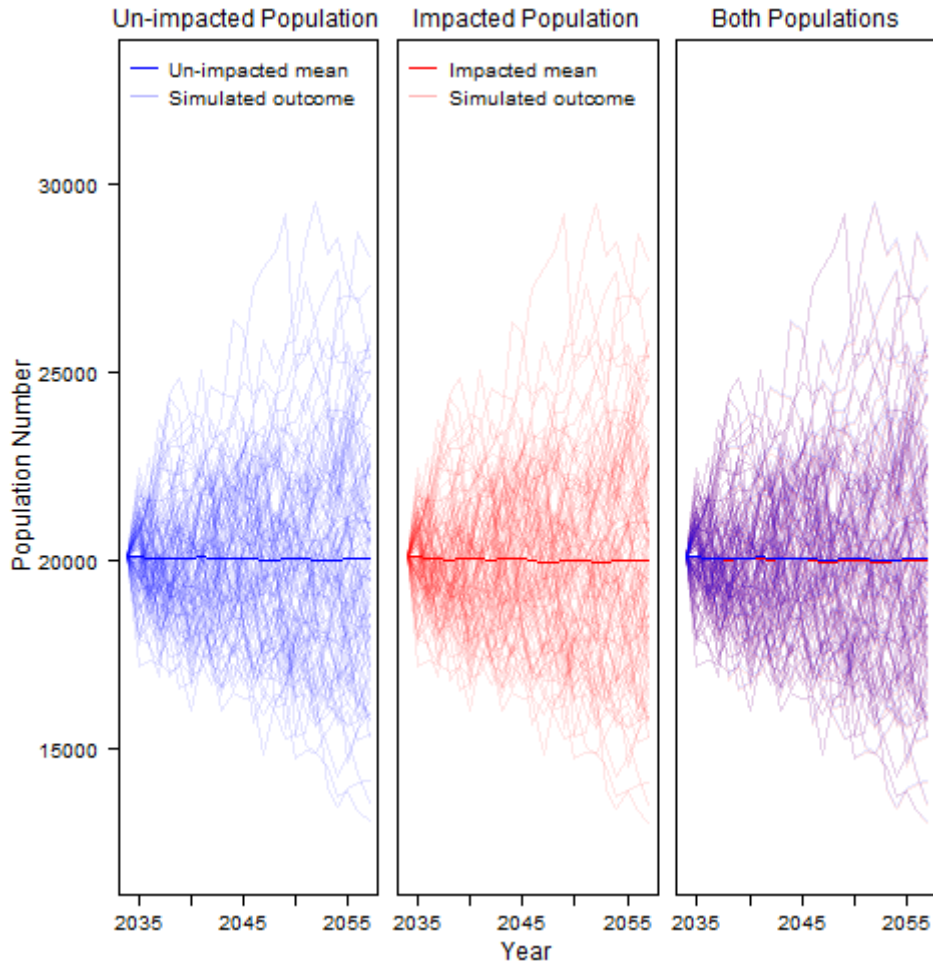 Un-impacted Population
Impacted Population
Both Populations
Un-impacted mean
Simulated outcome
Impacted mean
Simulated outcome
Population Number
30000
25000
20000
15000
2035
2045
2055
2035
2045
2055
2035
2045
2055
Year